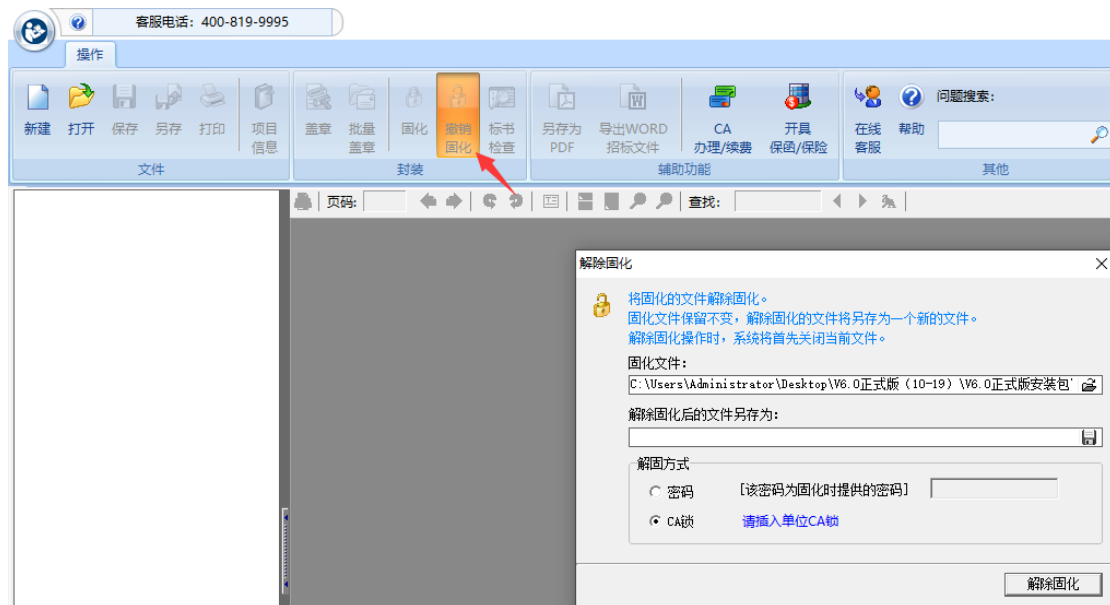 客服电话：400-819-9995
操作
新建 打开 保存 另存 打印 项目信息 盖章 批量盖章 固化 撤销固化 标书检查 另存为PDF 导出WORD招标文件 CA办理/续费 开具保函/保险 在线客服 帮助 问题搜索：
文件 封装 辅助功能 其他
页码： 查找：
解除固化
将固化的文件解除固化。
固化文件保留不变，解除固化的文件将另存为一个新的文件。
解除固化操作时，系统将首先关闭当前文件。
固化文件：
C:\Users\Administrator\Desktop\V6.0正式版（10-19）\V6.0正式版安装包'
解除固化后的文件另存为：
解固方式
密码 [该密码为固化时提供的密码]
CA锁 请插入单位CA锁
解除固化